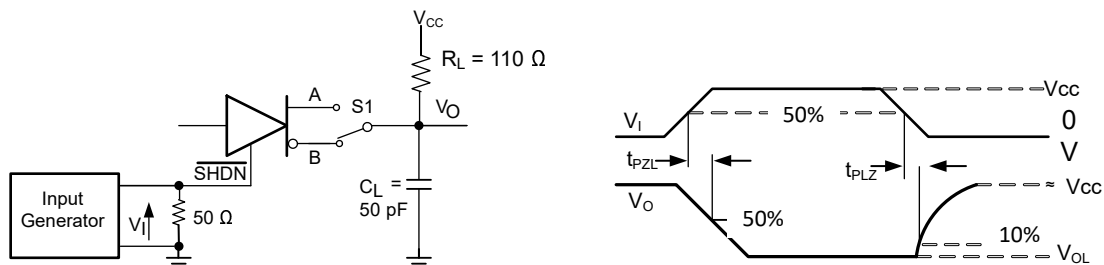 VCC
RL = 110 Ω
A
S1
VO
B
SHDN
CL =
50 pF
Input
Generator
VI
50 Ω
VCC
50%
VI
0
V
tPZL
tPLZ
≈ VCC
VO
50%
10%
VOL